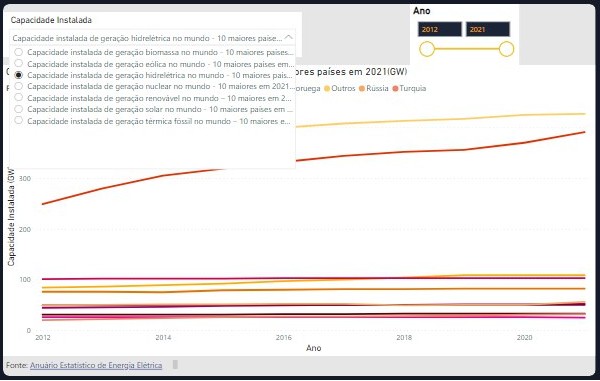 Capacidade Instalada
Capacidade instalada de geração hidrelétrica no mundo - 10 maiores paíse...
Capacidade instalada de geração biomassa no mundo - 10 maiores países...
Capacidade instalada de geração eólica no mundo - 10 maiores países em...
Capacidade instalada de geração hidrelétrica no mundo - 10 maiores país...
Capacidade instalada de geração nuclear no mundo - 10 maiores em 2021...
Capacidade instalada de geração renovável no mundo – 10 maiores em 2...
Capacidade instalada de geração solar no mundo - 10 maiores países em ...
Capacidade instalada de geração térmica fóssil no mundo – 10 maiores e...
Ano
2012
2021
ores países em 2021(GW)
oruega
Outros
Rússia
Turquia
Capacidade Instalada (GW)
300
200
100
0
2012
2014
2016
2018
2020
Ano
Fonte: Anuário Estatístico de Energia Elétrica